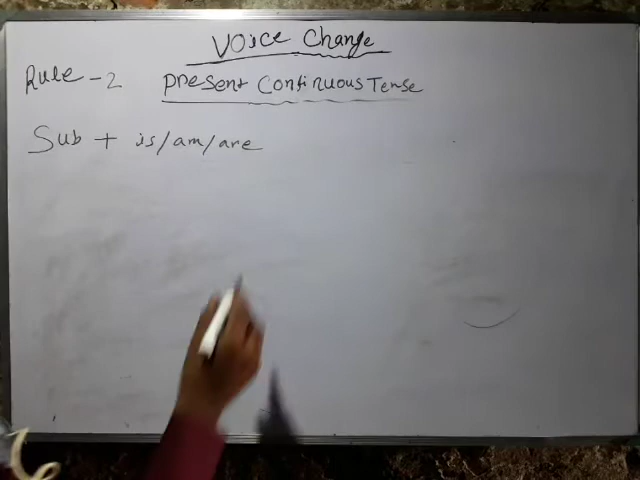 Voice Change
Rule - 2 Present Continuous Tense
Sub + is/am/are